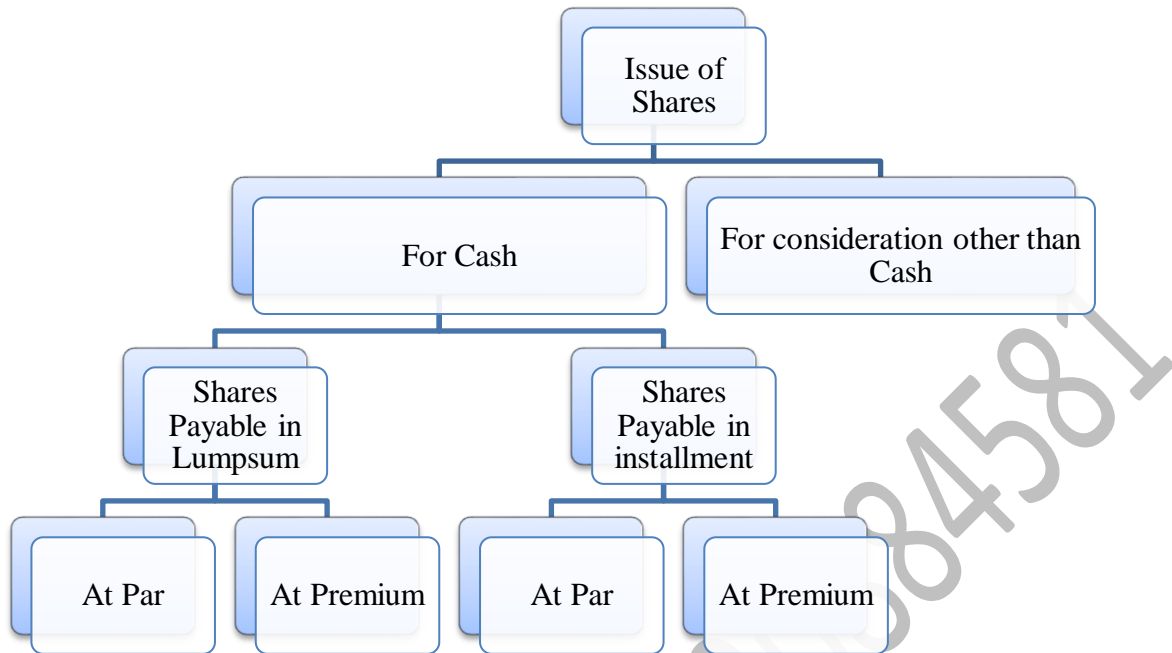 Issue of
Shares
For Cash
For consideration other than
Cash
Shares
Payable in
Lumpsum
Shares
Payable in
installment
At Par
At Premium
At Par
At Premium
84581